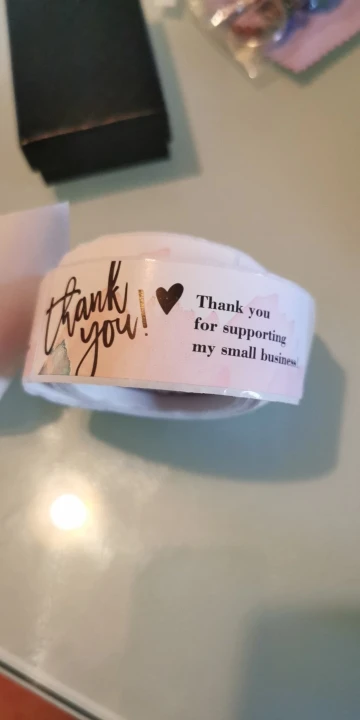 thank
you!
Thank you
for supporting
my small business